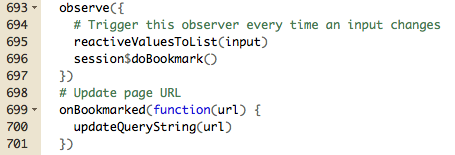 693 observe({
694 # Trigger this observer every time an input changes
695 reactiveValuesToList(input)
696 session$doBookmark()
697 })
698 # Update page URL
699 onBookmarked(function(url) {
700 updateQueryString(url)
701 })